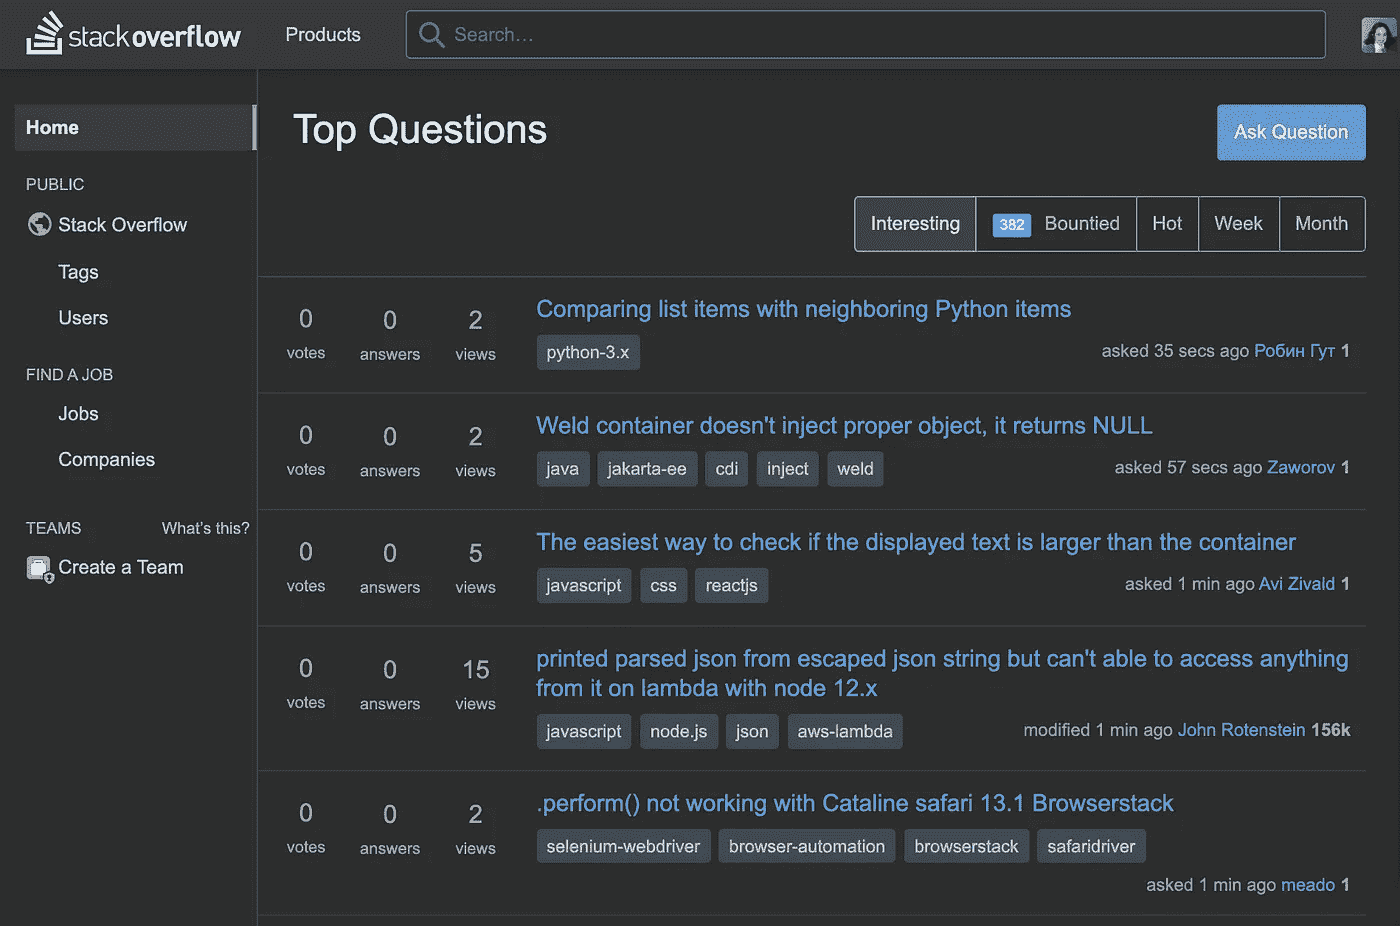 stackoverflow Products Search...
Home
Top Questions
Ask Question
PUBLIC
Stack Overflow
Tags
Users
FIND A JOB
Jobs
Companies
TEAMS What's this?
Create a Team
Interesting 382 Bountied Hot Week Month
0 votes 0 answers 2 views
Comparing list items with neighboring Python items
python-3.x
asked 35 secs ago Робин Гут 1
0 votes 0 answers 2 views
Weld container doesn't inject proper object, it returns NULL
java jakarta-ee cdi inject weld
asked 57 secs ago Zaworov 1
0 votes 0 answers 5 views
The easiest way to check if the displayed text is larger than the container
javascript css reactjs
asked 1 min ago Avi Zivald 1
0 votes 0 answers 15 views
printed parsed json from escaped json string but can't able to access anything
from it on lambda with node 12.x
javascript node.js json aws-lambda
modified 1 min ago John Rotenstein 156k
0 votes 0 answers 2 views
.perform() not working with Cataline safari 13.1 Browserstack
selenium-webdriver browser-automation browserstack safaridriver
asked 1 min ago meado 1